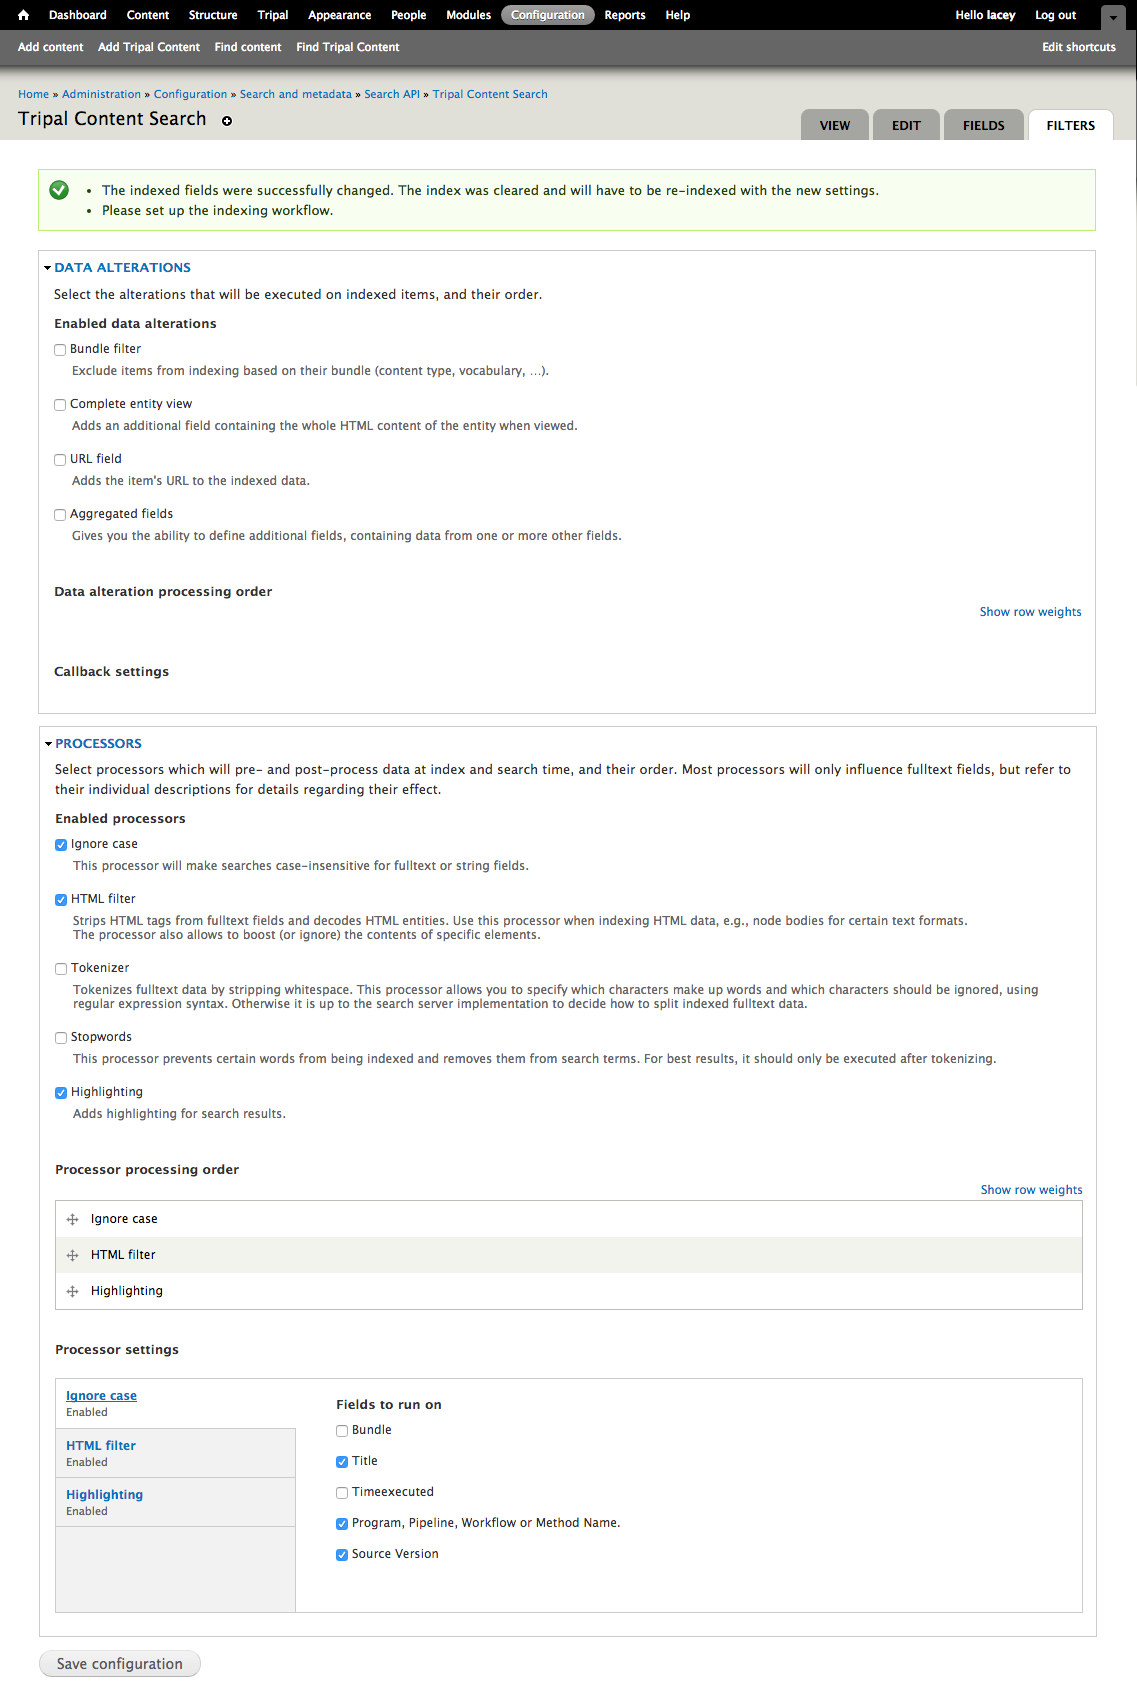 Dashboard Content Structure Tripal Appearance People Modules Configuration Reports Help Hello lacey Log out
Add content Add Tripal Content Find content Find Tripal Content Edit shortcuts
Home » Administration » Configuration » Search and metadata » Search API » Tripal Content Search
Tripal Content Search
VIEW EDIT FIELDS FILTERS
• The indexed fields were successfully changed. The index was cleared and will have to be re-indexed with the new settings.
• Please set up the indexing workflow.
DATA ALTERATIONS
Select the alterations that will be executed on indexed items, and their order.
Enabled data alterations
Bundle filter
Exclude items from indexing based on their bundle (content type, vocabulary, ...).
Complete entity view
Adds an additional field containing the whole HTML content of the entity when viewed.
URL field
Adds the item's URL to the indexed data.
Aggregated fields
Gives you the ability to define additional fields, containing data from one or more other fields.
Data alteration processing order
Show row weights
Callback settings
PROCESSORS
Select processors which will pre- and post-process data at index and search time, and their order. Most processors will only influence fulltext fields, but refer to
their individual descriptions for details regarding their effect.
Enabled processors
Ignore case
This processor will make searches case-insensitive for fulltext or string fields.
HTML filter
Strips HTML tags from fulltext fields and decodes HTML entities. Use this processor when indexing HTML data, e.g., node bodies for certain text formats.
The processor also allows to boost (or ignore) the contents of specific elements.
Tokenizer
Tokenizes fulltext data by stripping whitespace. This processor allows you to specify which characters make up words and which characters should be ignored, using
regular expression syntax. Otherwise it is up to the search server implementation to decide how to split indexed fulltext data.
Stopwords
This processor prevents certain words from being indexed and removes them from search terms. For best results, it should only be executed after tokenizing.
Highlighting
Adds highlighting for search results.
Processor processing order
Show row weights
Ignore case
HTML filter
Highlighting
Processor settings
Ignore case
Enabled
HTML filter
Enabled
Highlighting
Enabled
Fields to run on
Bundle
Title
Timeexecuted
Program, Pipeline, Workflow or Method Name.
Source Version
Save configuration